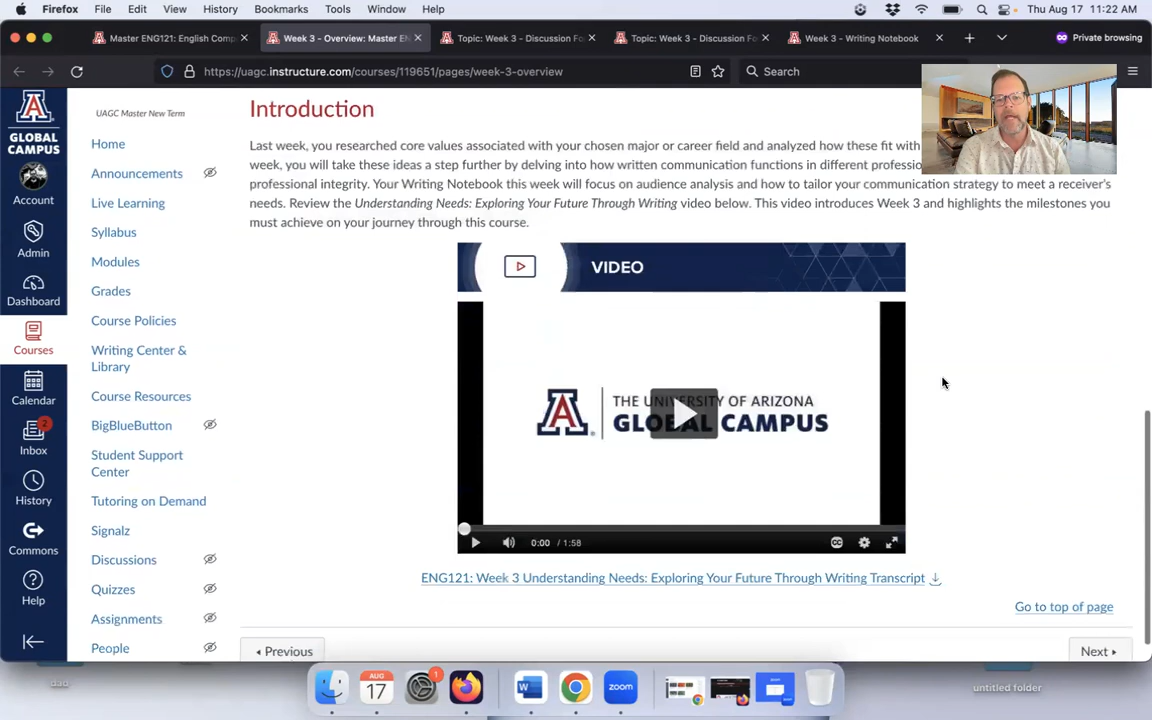 Firefox File Edit View History Bookmarks Tools Window Help Thu Aug 17 11:22 AM
Master ENG121: English Comp
Week 3 - Overview: Master EN
Topic: Week 3 - Discussion Fo
Topic: Week 3 - Discussion F
Week 3 - Writing Notebook
Private browsing
https://uagc.instructure.com/courses/119651/pages/week-3-overview
Search
GLOBAL CAMPUS
Account
Admin
Dashboard
Courses
Calendar
2
Inbox
History
Commons
Help
UAGC Master New Term
Home
Announcements
Live Learning
Syllabus
Modules
Grades
Course Policies
Writing Center &
Library
Course Resources
BigBlueButton
Student Support
Center
Tutoring on Demand
Signalz
Discussions
Quizzes
Assignments
People
Introduction
Last week, you researched core values associated with your chosen major or career field and analyzed how these fit with
week, you will take these ideas a step further by delving into how written communication functions in different professio
professional integrity. Your Writing Notebook this week will focus on audience analysis and how to tailor your communication strategy to meet a receiver's
needs. Review the Understanding Needs: Exploring Your Future Through Writing video below. This video introduces Week 3 and highlights the milestones you
must achieve on your journey through this course.
VIDEO
A THE UNIVERSITY OF ARIZONA
GLOBAL CAMPUS
0:00 / 1:58
CC
ENG121: Week 3 Understanding Needs: Exploring Your Future Through Writing Transcript
Go to top of page
Previous
Next
AUG
17
1
W
zoom
untitled folder